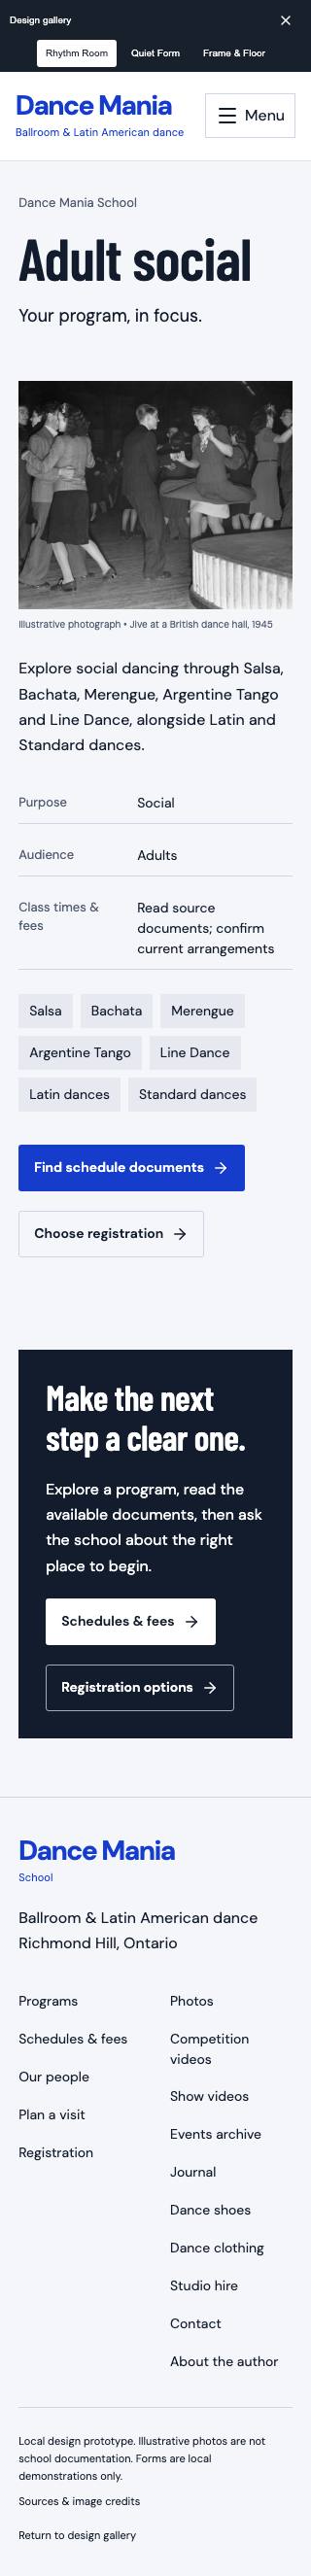 Design gallery
Rhythm Room Quiet Form Frame & Floor
Dance Mania
Ballroom & Latin American dance
Menu
Dance Mania School
Adult social
Your program, in focus.
Illustrative photograph • Jive at a British dance hall, 1945
Explore social dancing through Salsa,
Bachata, Merengue, Argentine Tango
and Line Dance, alongside Latin and
Standard dances.
Purpose Social
Audience Adults
Class times &
fees
Read source
documents; confirm
current arrangements
Salsa Bachata Merengue
Argentine Tango Line Dance
Latin dances Standard dances
Find schedule documents →
Choose registration →
Make the next
step a clear one.
Explore a program, read the
available documents, then ask
the school about the right
place to begin.
Schedules & fees →
Registration options →
Dance Mania
School
Ballroom & Latin American dance
Richmond Hill, Ontario
Programs
Schedules & fees
Our people
Plan a visit
Registration
Photos
Competition
videos
Show videos
Events archive
Journal
Dance shoes
Dance clothing
Studio hire
Contact
About the author
Local design prototype. Illustrative photos are not
school documentation. Forms are local
demonstrations only.
Sources & image credits
Return to design gallery